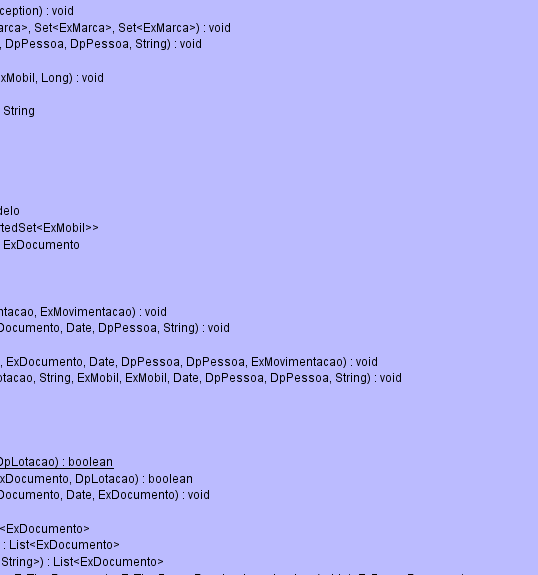 ception) : void
arca>, Set<ExMarca>, Set<ExMarca>) : void
, DpPessoa, DpPessoa, String) : void
xMobil, Long) : void
String
delo
rtedSet<ExMobil>>
ExDocumento
ntacao, ExMovimentacao) : void
Documento, Date, DpPessoa, String) : void
, ExDocumento, Date, DpPessoa, DpPessoa, ExMovimentacao) : void
otacao, String, ExMobil, ExMobil, Date, DpPessoa, DpPessoa, String) : void
DpLotacao) : boolean
xDocumento, DpLotacao) : boolean
Documento, Date, ExDocumento) : void
<ExDocumento>
: List<ExDocumento>
String>) : List<ExDocumento>